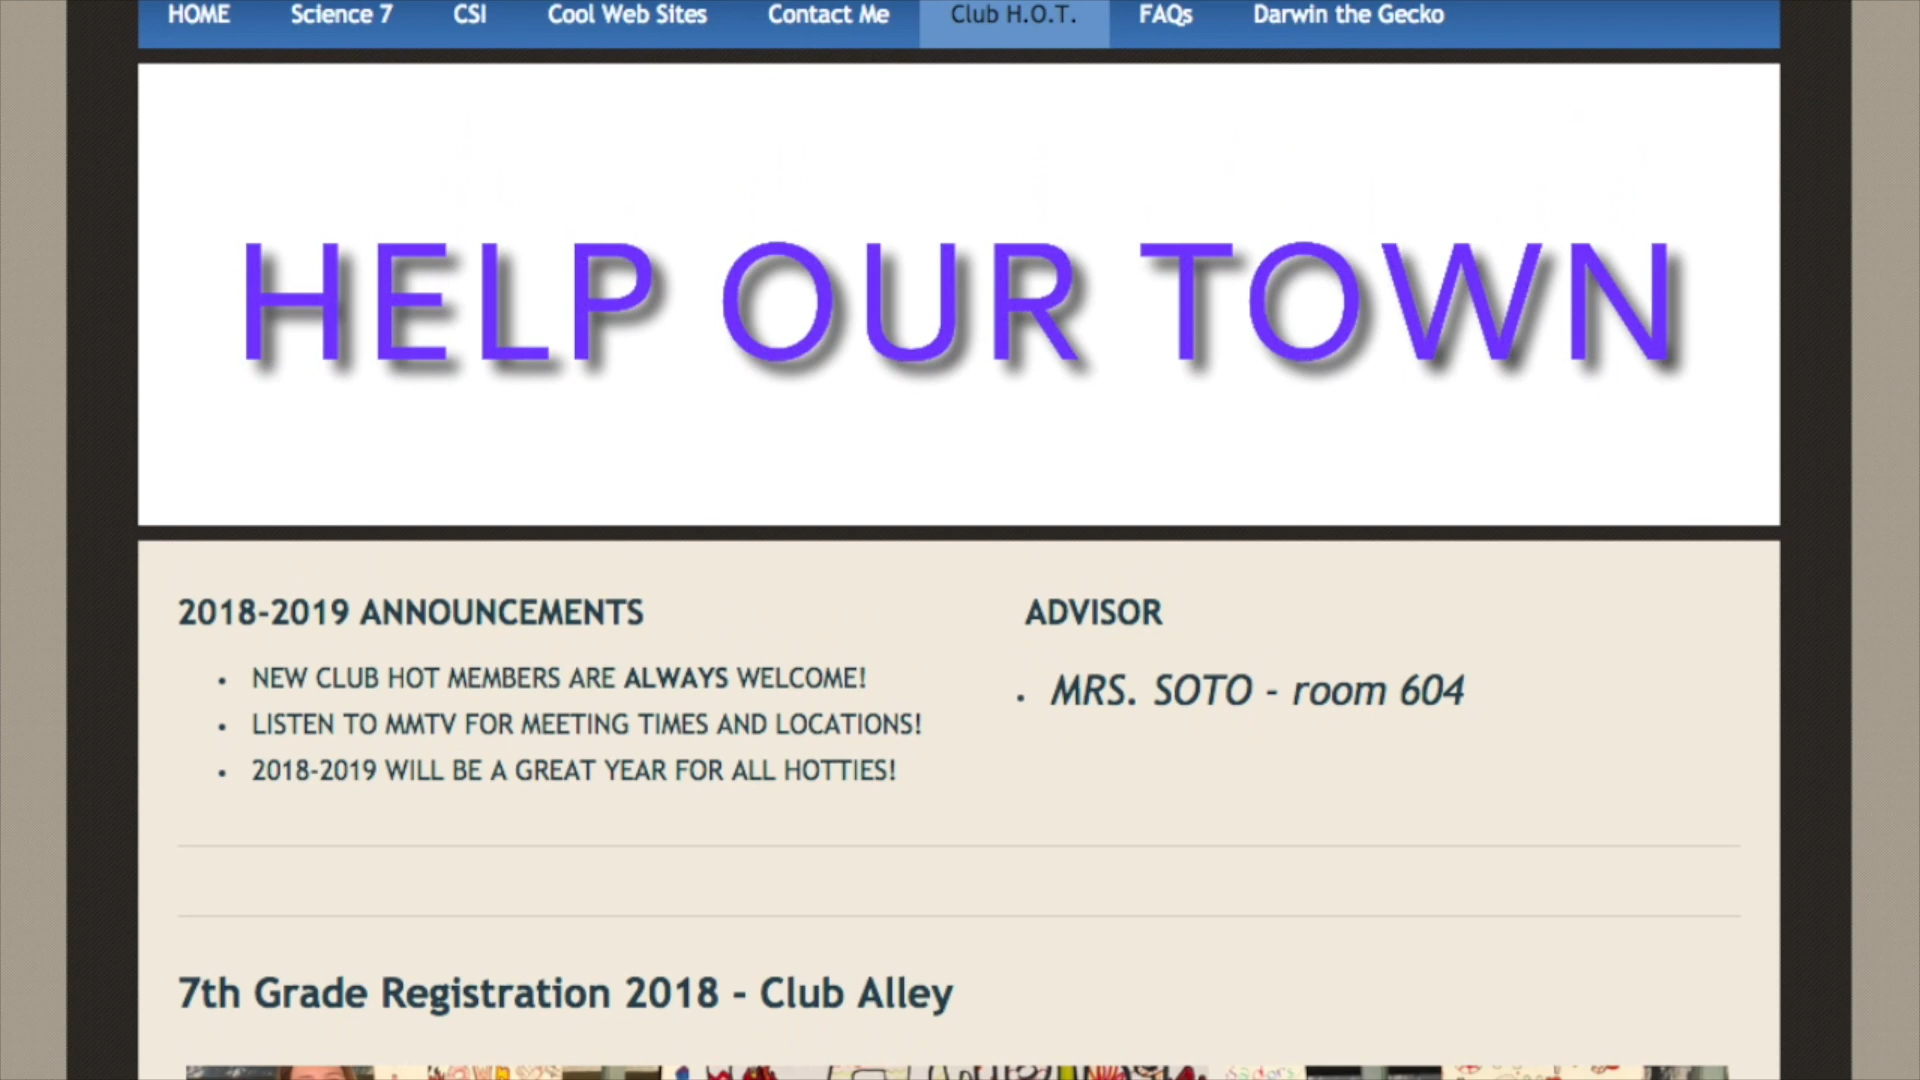 HOME Science 7 CSI Cool Web Sites Contact Me Club H.O.T. FAQs Darwin the Gecko
HELP OUR TOWN
2018-2019 ANNOUNCEMENTS
NEW CLUB HOT MEMBERS ARE ALWAYS WELCOME!
LISTEN TO MMTV FOR MEETING TIMES AND LOCATIONS!
2018-2019 WILL BE A GREAT YEAR FOR ALL HOTTIES!
ADVISOR
MRS. SOTO - room 604
7th Grade Registration 2018 - Club Alley